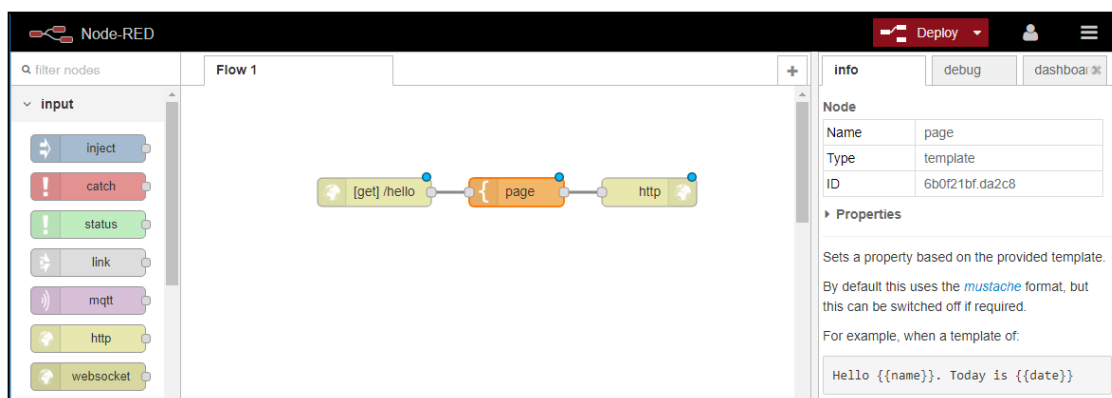 Node-RED
Deploy
filter nodes
Flow 1
+
info
debug
dashboar
input
inject
catch
status
link
mqtt
http
websocket
[get] /hello
page
http
Node
Name page
Type template
ID 6b0f21bf.da2c8
Properties
Sets a property based on the provided template.
By default this uses the mustache format, but
this can be switched off if required.
For example, when a template of:
Hello {{name}}. Today is {{date}}